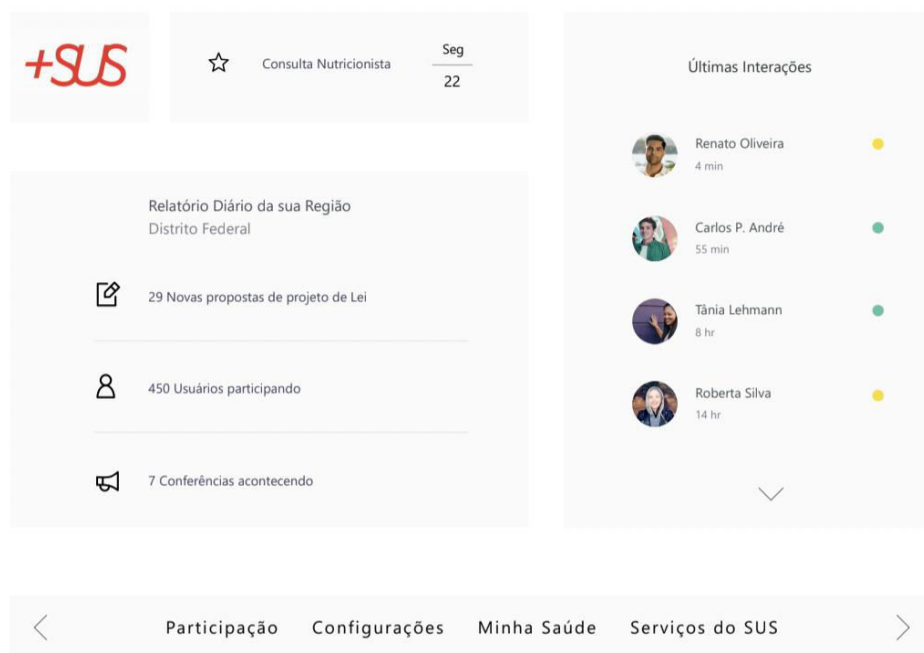 +SUS
Consulta Nutricionista
Seg
22
Relatório Diário da sua Região
Distrito Federal
29 Novas propostas de projeto de Lei
450 Usuários participando
7 Conferências acontecendo
Últimas Interações
Renato Oliveira
4 min
Carlos P. André
55 min
Tânia Lehmann
8 hr
Roberta Silva
14 hr
Participação Configurações Minha Saúde Serviços do SUS